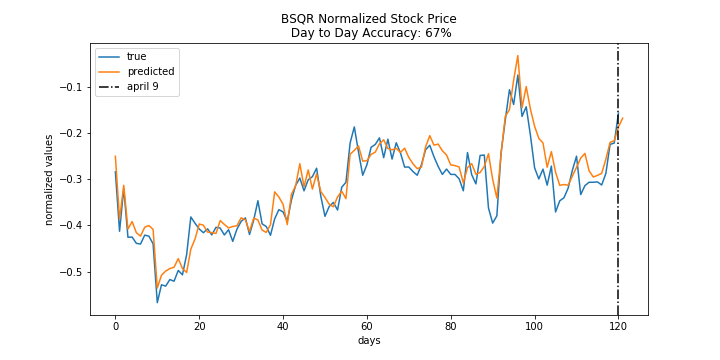 BSQR Normalized Stock Price
Day to Day Accuracy: 67%
true
predicted
april 9
normalized values
−0.1
−0.2
−0.3
−0.4
−0.5
0
20
40
60
80
100
120
days